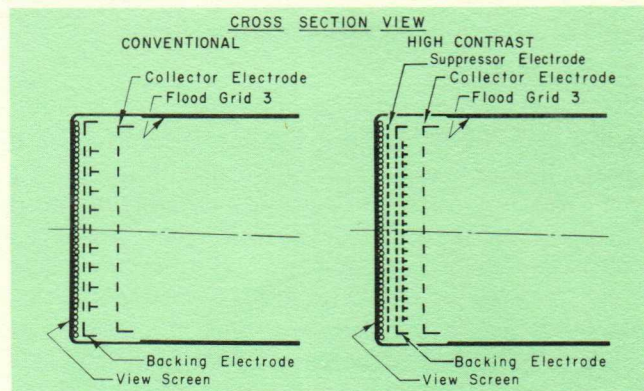 CROSS SECTION VIEW
CONVENTIONAL
Collector Electrode
Flood Grid 3
Backing Electrode
View Screen
HIGH CONTRAST
Suppressor Electrode
Collector Electrode
Flood Grid 3
Backing Electrode
View Screen